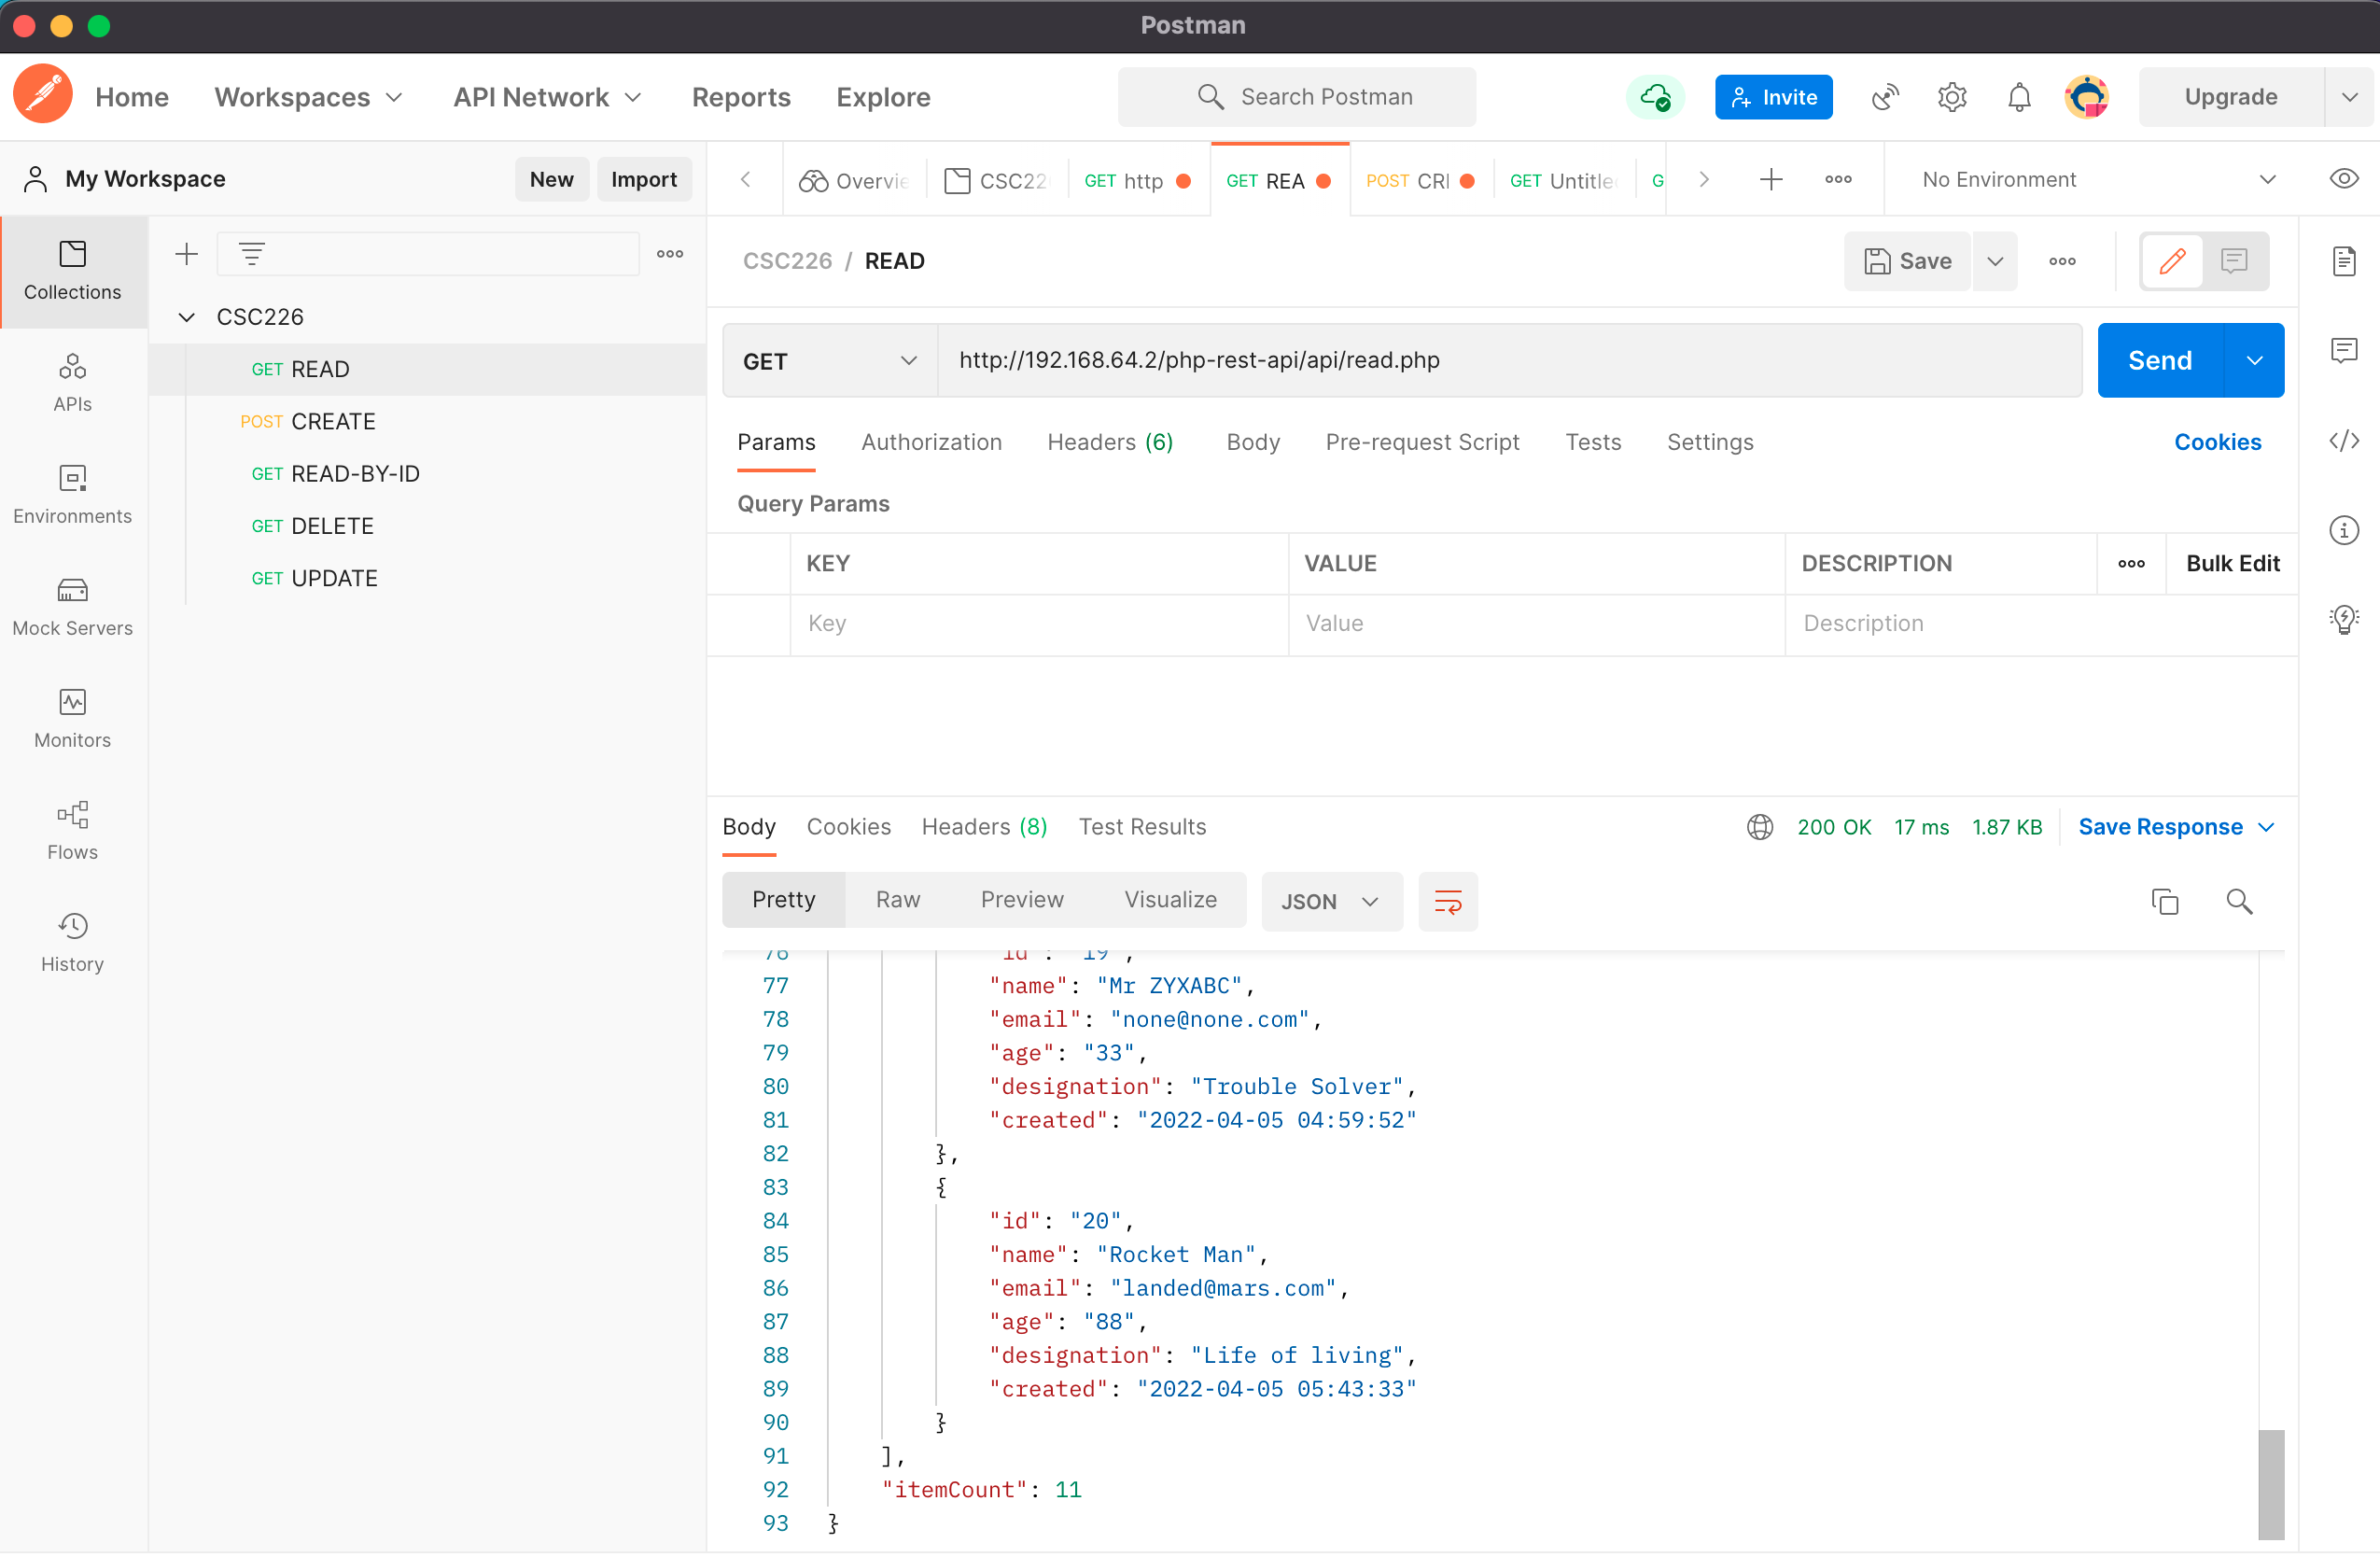 Postman
Home Workspaces API Network Reports Explore Search Postman Invite Upgrade
My Workspace New Import
Overvie CSC22 GET http GET REA POST CRI GET Untitle G No Environment
Collections
APIs
Environments
Mock Servers
Monitors
Flows
History
CSC226
GET READ
POST CREATE
GET READ-BY-ID
GET DELETE
GET UPDATE
CSC226 / READ Save
GET http://192.168.64.2/php-rest-api/api/read.php Send
Params Authorization Headers (6) Body Pre-request Script Tests Settings Cookies
Query Params
KEY VALUE DESCRIPTION Bulk Edit
Key Value Description
Body Cookies Headers (8) Test Results 200 OK 17 ms 1.87 KB Save Response
Pretty Raw Preview Visualize JSON
76 "id": "19",
77 "name": "Mr ZYXABC",
78 "email": "none@none.com",
79 "age": "33",
80 "designation": "Trouble Solver",
81 "created": "2022-04-05 04:59:52"
82 },
83 {
84 "id": "20",
85 "name": "Rocket Man",
86 "email": "landed@mars.com",
87 "age": "88",
88 "designation": "Life of living",
89 "created": "2022-04-05 05:43:33"
90 }
91 ],
92 "itemCount": 11
93 }